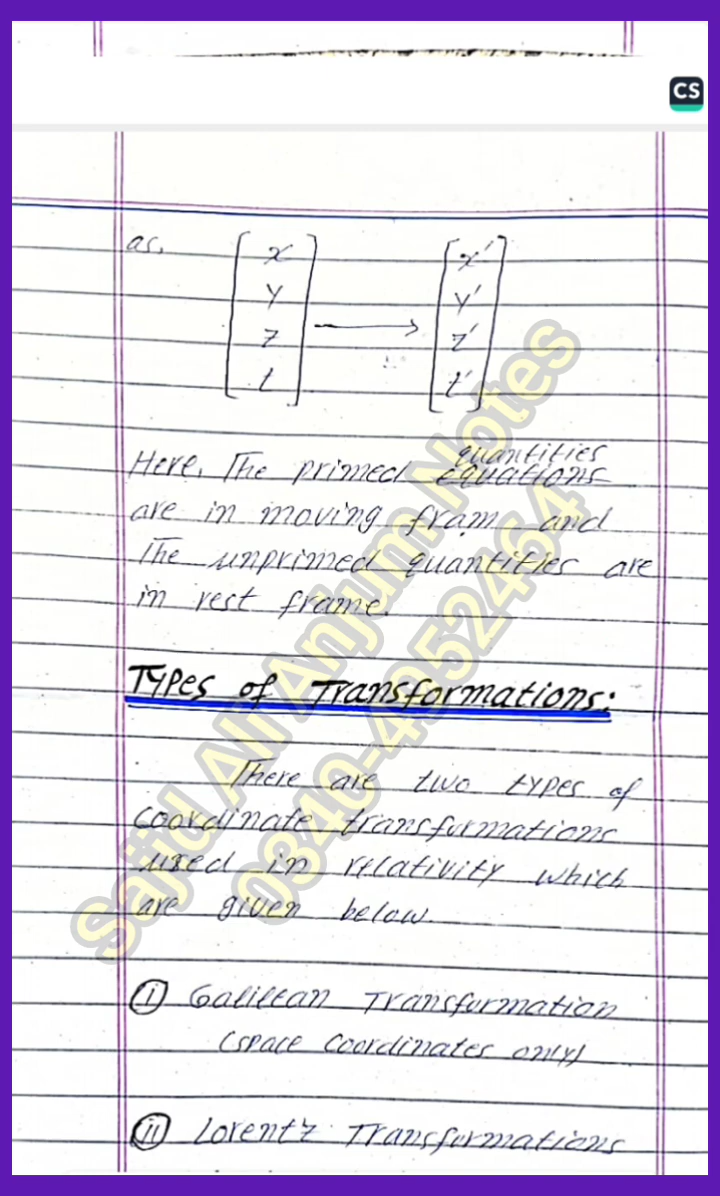 CS
as,
[x y z t] → [x' y' z' t']
quantities
Here, The primed equations
are in moving fram and
The unprimed quantities are
in rest frame.
Types of Transformations:
There are two types of
coordinate transformations
used in relativity which
are given below.
(i) Galilean Transformation
(space coordinates only)
(ii) Lorentz Transformations
Sajid Ali Anjum Notes
0340-4952464